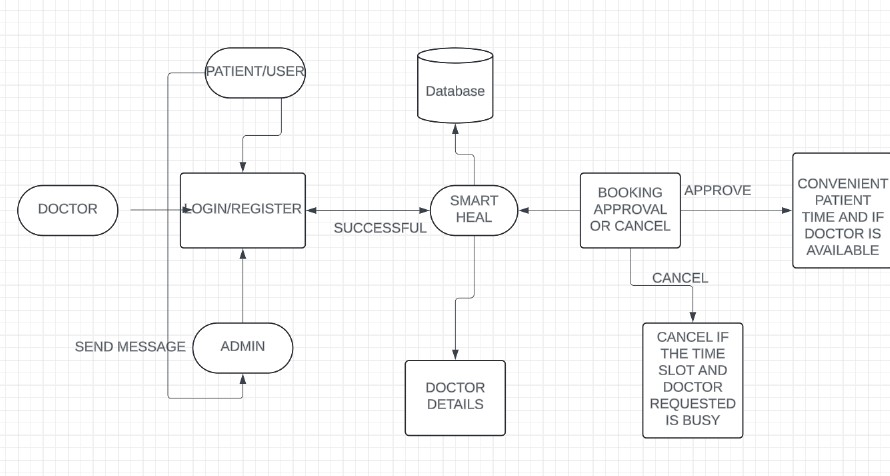 PATIENT/USER
Database
DOCTOR
LOGIN/REGISTER
SUCCESSFUL
SMART
HEAL
BOOKING
APPROVAL
OR CANCEL
APPROVE
CONVENIENT
PATIENT
TIME AND IF
DOCTOR IS
AVAILABLE
CANCEL
SEND MESSAGE
ADMIN
DOCTOR
DETAILS
CANCEL IF
THE TIME
SLOT AND
DOCTOR
REQUESTED
IS BUSY